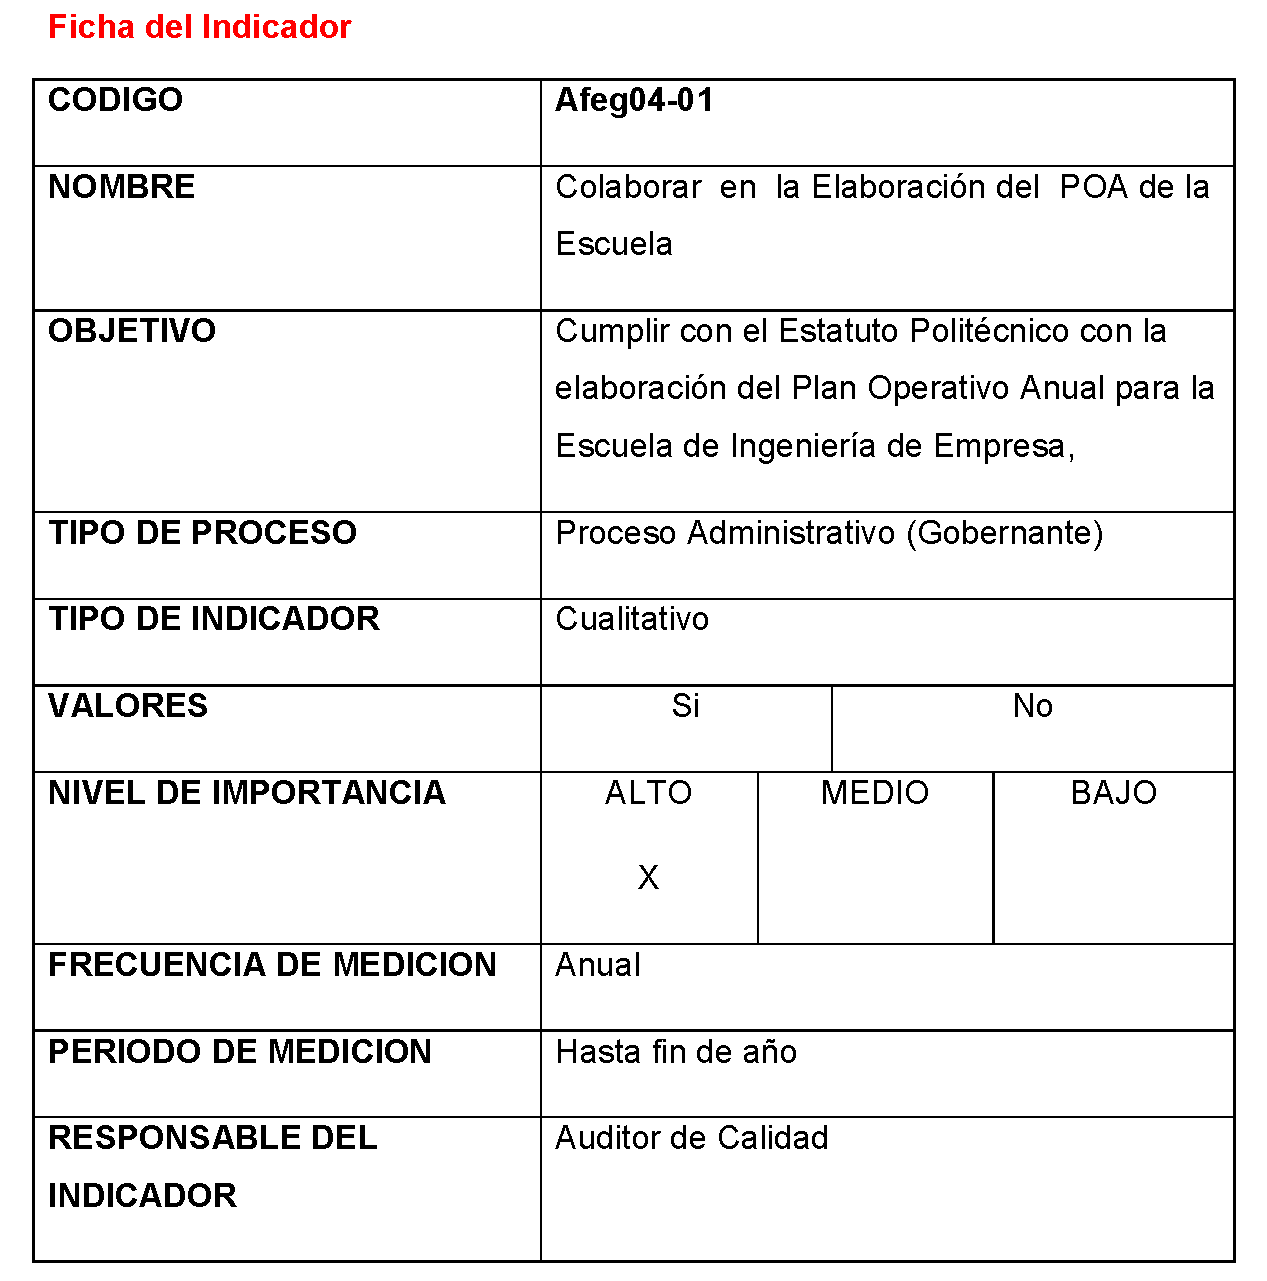 Ficha del Indicador
CODIGO
Afeg04-01
NOMBRE
Colaborar en la Elaboración del POA de la
Escuela
OBJETIVO
Cumplir con el Estatuto Politécnico con la
elaboración del Plan Operativo Anual para la
Escuela de Ingeniería de Empresa,
TIPO DE PROCESO
Proceso Administrativo (Gobernante)
TIPO DE INDICADOR
Cualitativo
VALORES
Si
No
NIVEL DE IMPORTANCIA
ALTO
MEDIO
BAJO
X
FRECUENCIA DE MEDICION
Anual
PERIODO DE MEDICION
Hasta fin de año
RESPONSABLE DEL
INDICADOR
Auditor de Calidad